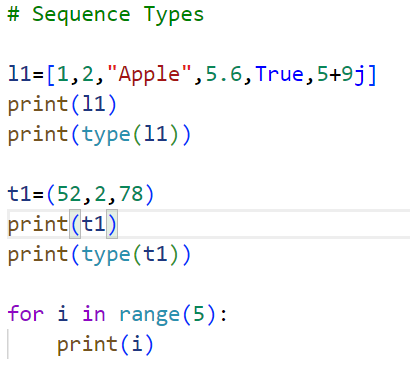 # Sequence Types
l1=[1,2,"Apple",5.6,True,5+9j]
print(l1)
print(type(l1))
t1=(52,2,78)
print(t1)
print(type(t1))
for i in range(5):
    print(i)